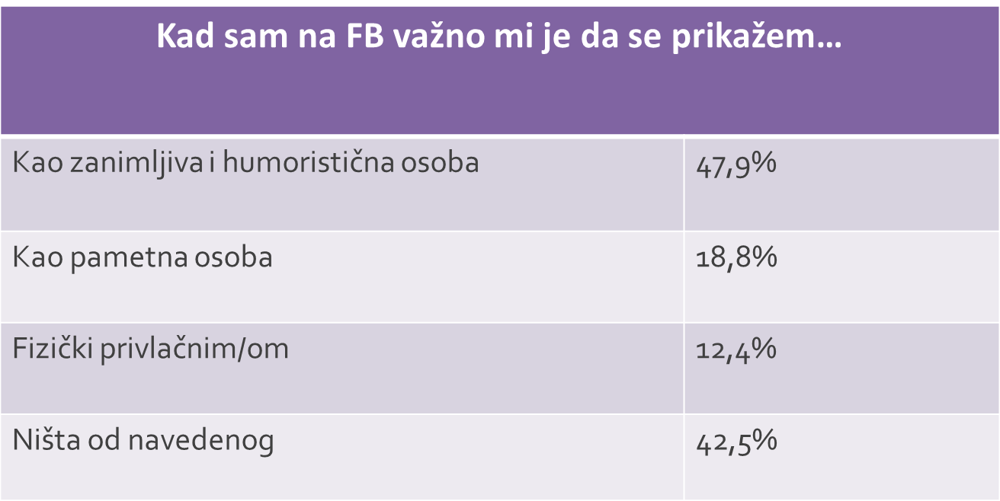 Kad sam na FB važno mi je da se prikažem…
Kao zanimljiva i humoristična osoba 47,9%
Kao pametna osoba 18,8%
Fizički privlačnim/om 12,4%
Ništa od navedenog 42,5%